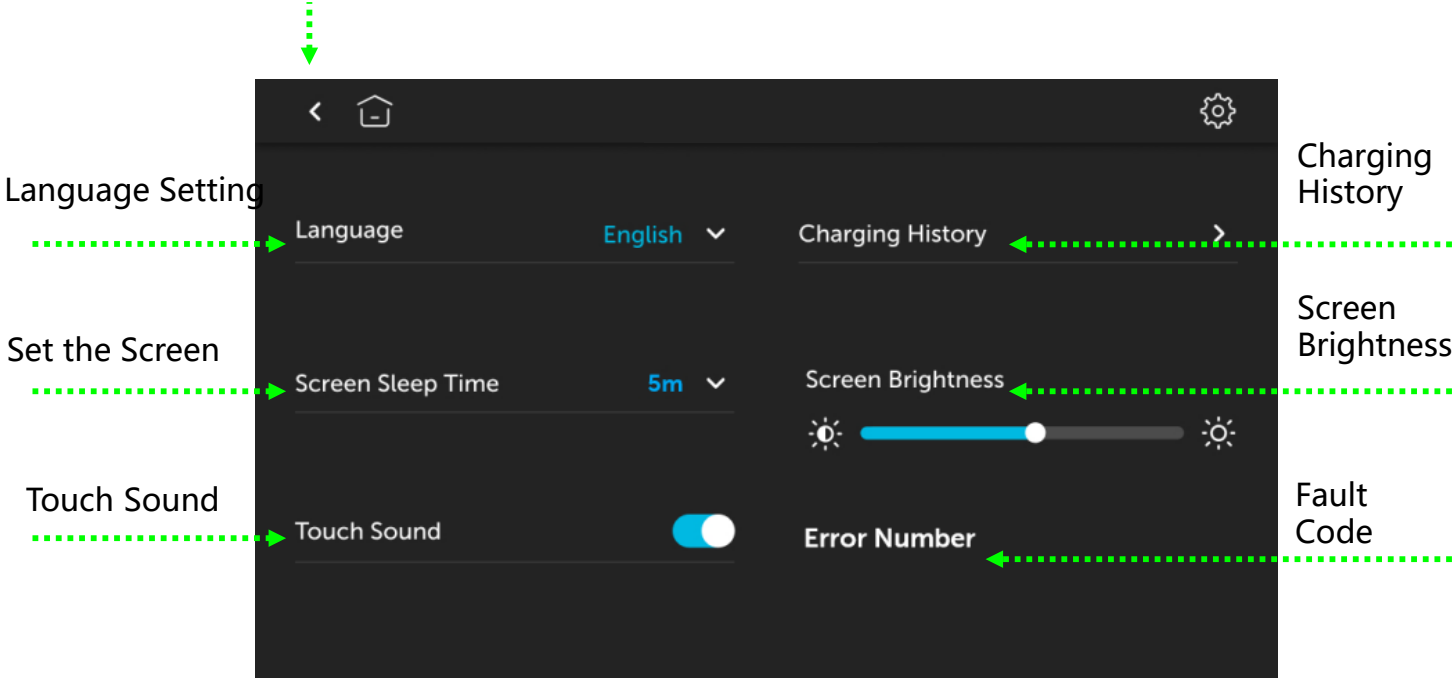 Language Setting
Language
English
Charging History
Charging
History
Set the Screen
Screen Sleep Time
5m
Screen Brightness
Screen
Brightness
Touch Sound
Touch Sound
Error Number
Fault
Code